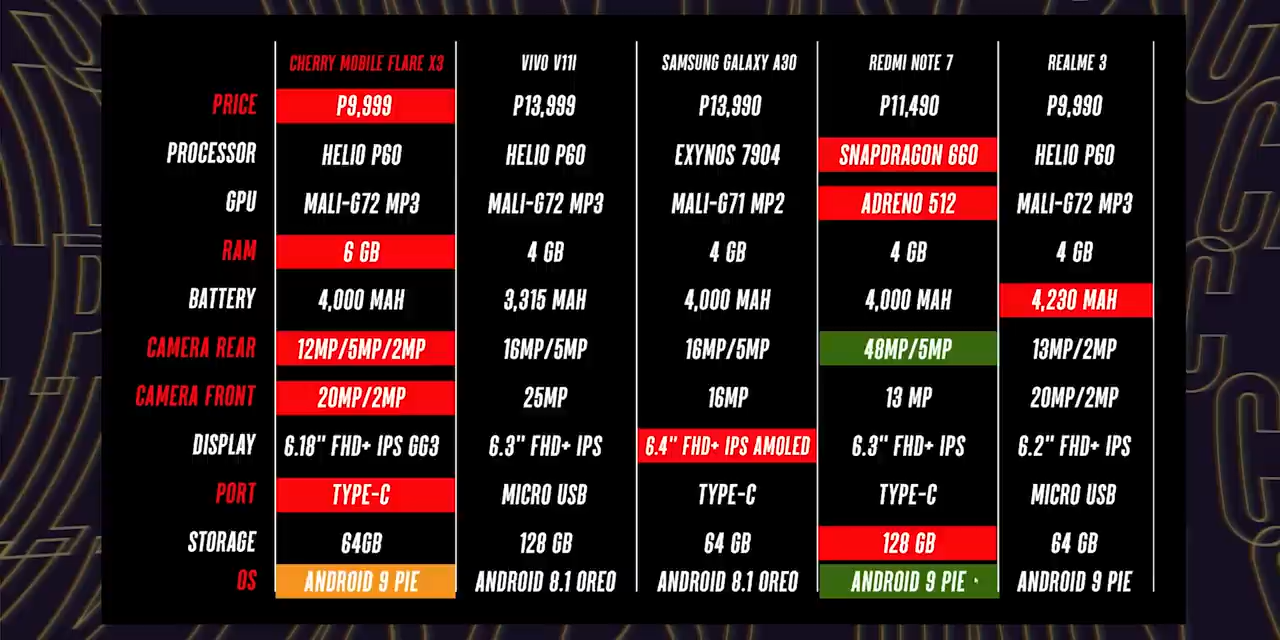 CHERRY MOBILE FLARE X3 VIVO V11I SAMSUNG GALAXY A30 REDMI NOTE 7 REALME 3
PRICE P9,999 P13,999 P13,990 P11,490 P9,990
PROCESSOR HELIO P60 HELIO P60 EXYNOS 7904 SNAPDRAGON 660 HELIO P60
GPU MALI-G72 MP3 MALI-G72 MP3 MALI-G71 MP2 ADRENO 512 MALI-G72 MP3
RAM 6 GB 4 GB 4 GB 4 GB 4 GB
BATTERY 4,000 MAH 3,315 MAH 4,000 MAH 4,000 MAH 4,230 MAH
CAMERA REAR 12MP/5MP/2MP 16MP/5MP 16MP/5MP 48MP/5MP 13MP/2MP
CAMERA FRONT 20MP/2MP 25MP 16MP 13 MP 20MP/2MP
DISPLAY 6.18" FHD+ IPS GG3 6.3" FHD+ IPS 6.4" FHD+ IPS AMOLED 6.3" FHD+ IPS 6.2" FHD+ IPS
PORT TYPE-C MICRO USB TYPE-C TYPE-C MICRO USB
STORAGE 64GB 128 GB 64 GB 128 GB 64 GB
OS ANDROID 9 PIE ANDROID 8.1 OREO ANDROID 8.1 OREO ANDROID 9 PIE ANDROID 9 PIE